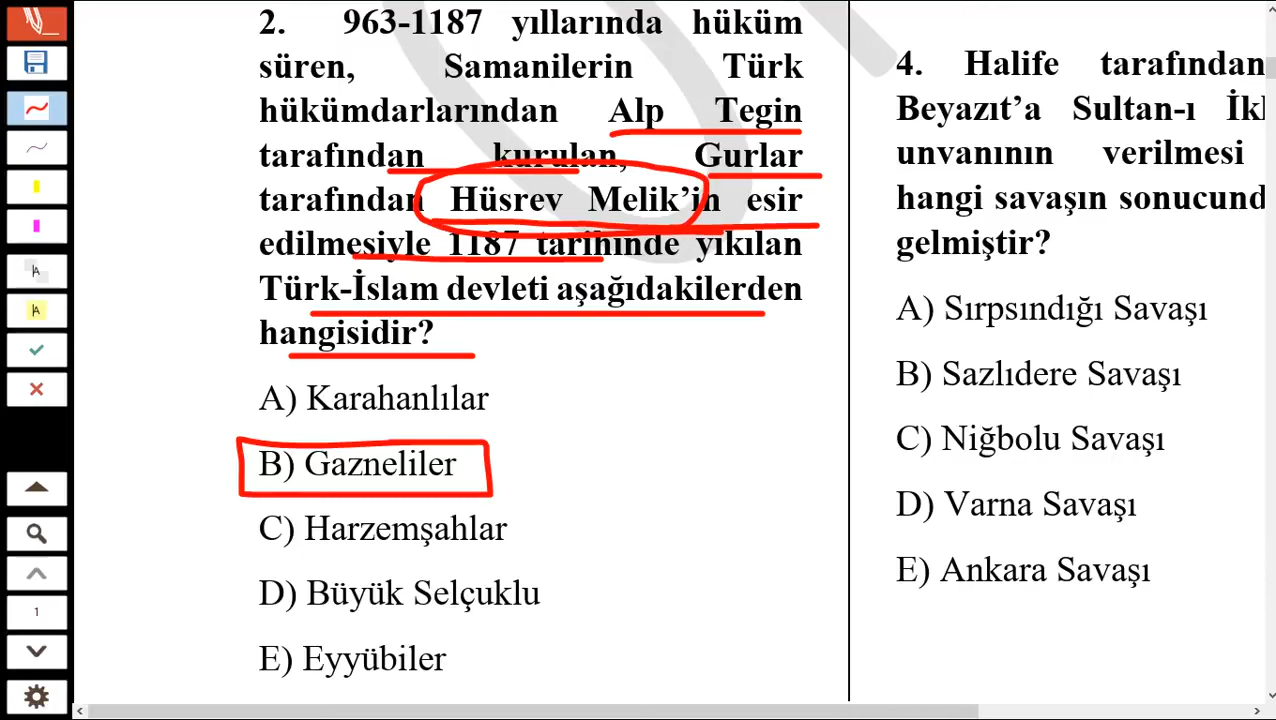 2. 963-1187 yıllarında hüküm
süren, Samanilerin Türk
hükümdarlarından Alp Tegin
tarafından kurulan, Gurlar
tarafından Hüsrev Melik’in esir
edilmesiyle 1187 tarihinde yıkılan
Türk-İslam devleti aşağıdakilerden
hangisidir?
A) Karahanlılar
B) Gazneliler
C) Harzemşahlar
D) Büyük Selçuklu
E) Eyyübiler
4. Halife tarafından
Beyazıt’a Sultan-ı
unvanının verilmesi
hangi savaşın sonucund
gelmiştir?
A) Sırpsındığı Savaşı
B) Sazlıdere Savaşı
C) Niğbolu Savaşı
D) Varna Savaşı
E) Ankara Savaşı
A
A
1